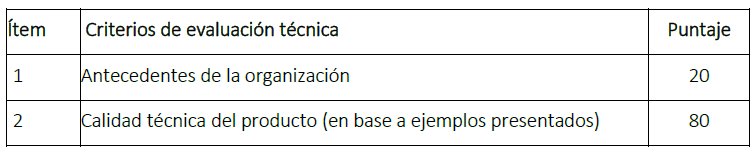 Ítem Criterios de evaluación técnica Puntaje
1 Antecedentes de la organización 20
2 Calidad técnica del producto (en base a ejemplos presentados) 80